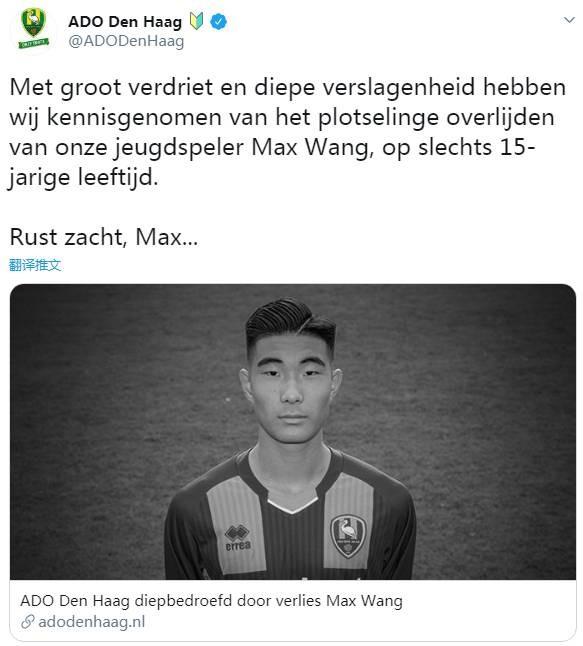 ADO Den Haag
@ADODenHaag
Met groot verdriet en diepe verslagenheid hebben
wij kennisgenomen van het plotselinge overlijden
van onze jeugdspeler Max Wang, op slechts 15-
jarige leeftijd.
Rust zacht, Max...
翻译推文
errea
ADO Den Haag diepbedroefd door verlies Max Wang
adodenhaag.nl